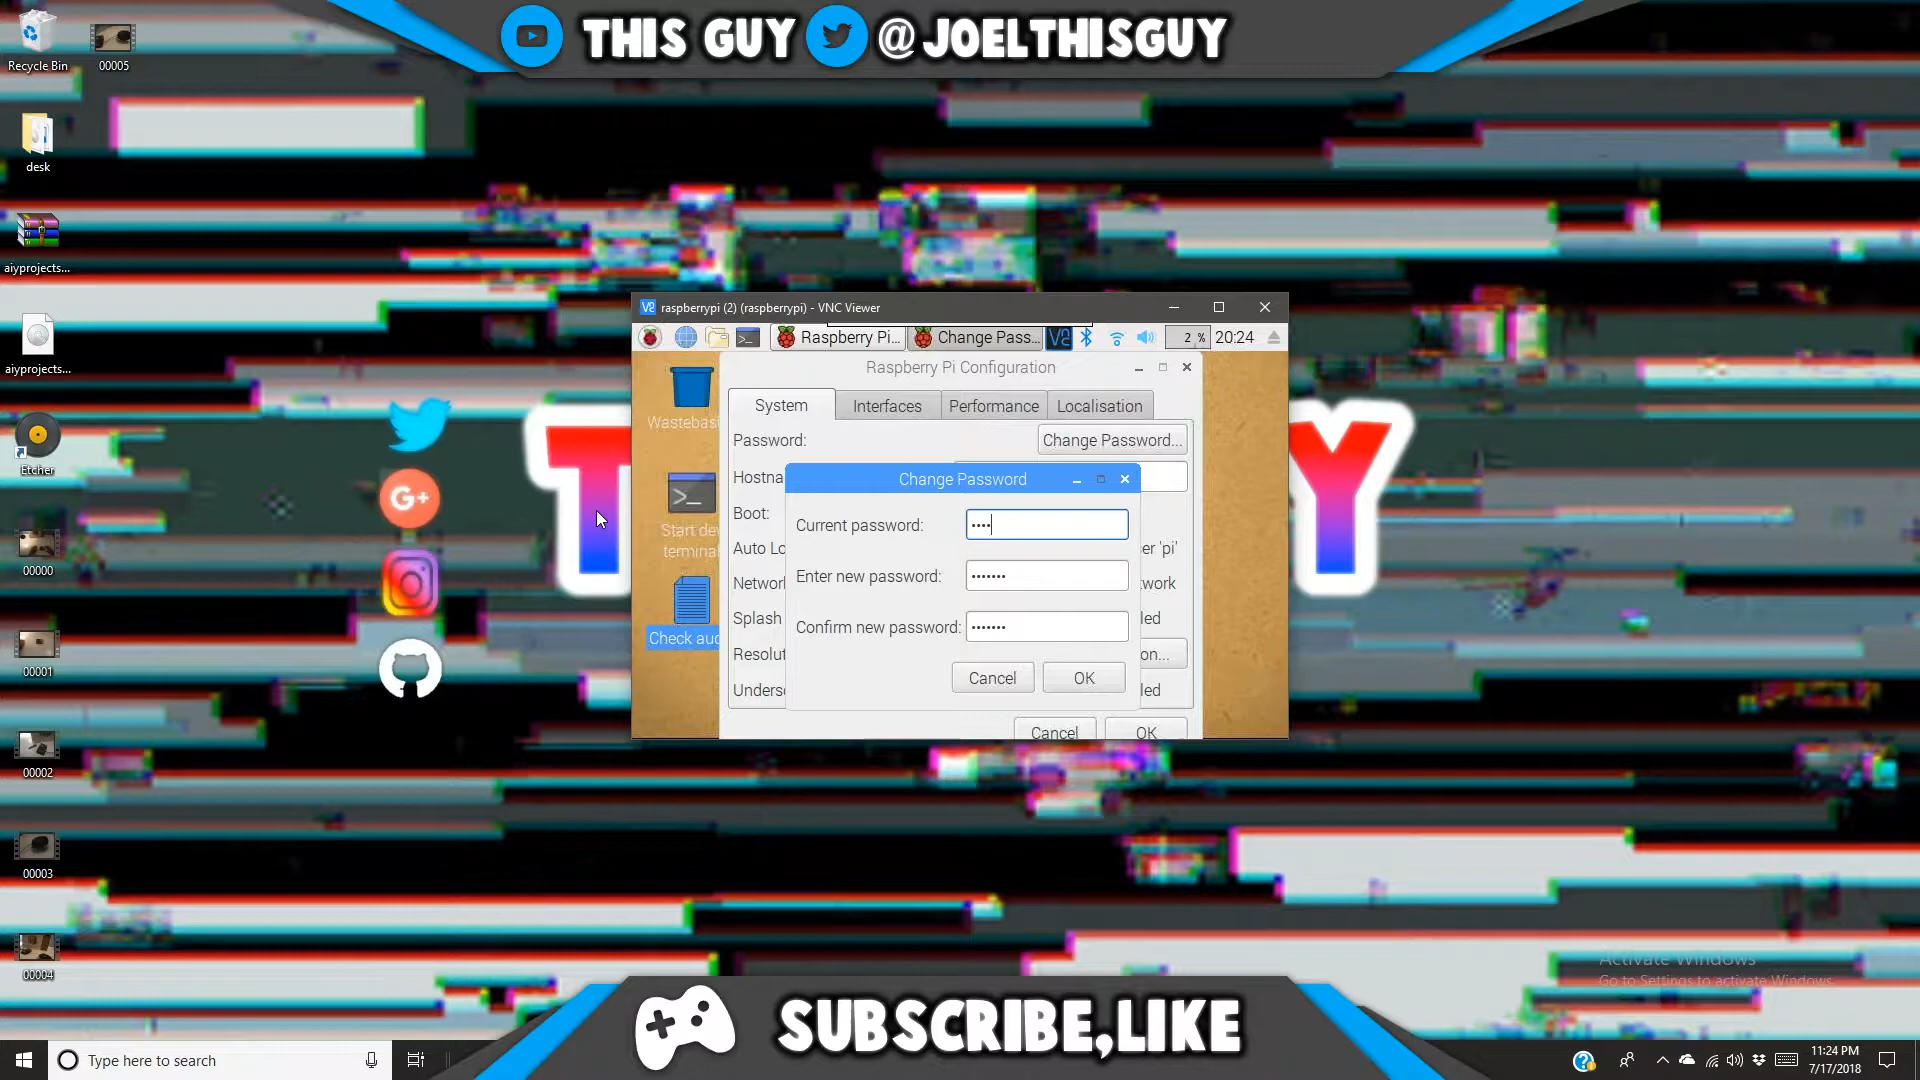 THIS GUY @JOELTHISGUY
Recycle Bin
00005
desk
aiyprojects...
aiyprojects...
Etcher
00000
00001
00002
00003
00004
G+
T
Y
raspberrypi (2) (raspberrypi) - VNC Viewer
Raspberry Pi...
Change Pass...
2 %
20:24
Raspberry Pi Configuration
System
Interfaces
Performance
Localisation
Password:
Change Password...
Hostna
Boot:
Auto Lo
er 'pi'
Network
work
Splash
led
Resolut
on...
Unders
led
Cancel
OK
Change Password
Current password:
Enter new password:
Confirm new password:
Cancel
OK
Wastebas
Start dev
terminal
Check aud
Activate Windows
Go to Settings to activate Windows.
SUBSCRIBE,LIKE
Type here to search
11:24 PM
7/17/2018